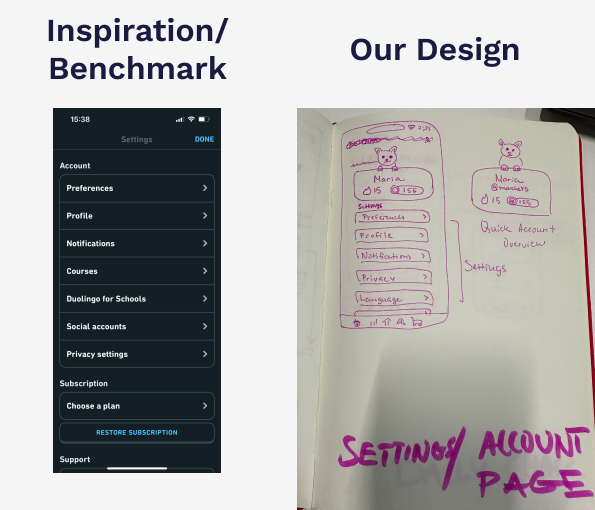 Inspiration/
Benchmark
Our Design
15:38
Settings
DONE
Account
Preferences
Profile
Notifications
Courses
Duolingo for Schools
Social accounts
Privacy settings
Subscription
Choose a plan
RESTORE SUBSCRIPTION
Support
Maria
15 155
Settings
Preferences
Profile
Notifications
Privacy
Language
Maria
15 155
Quick Account
Overview
Settings
SETTINGS/ ACCOUNT
PAGE